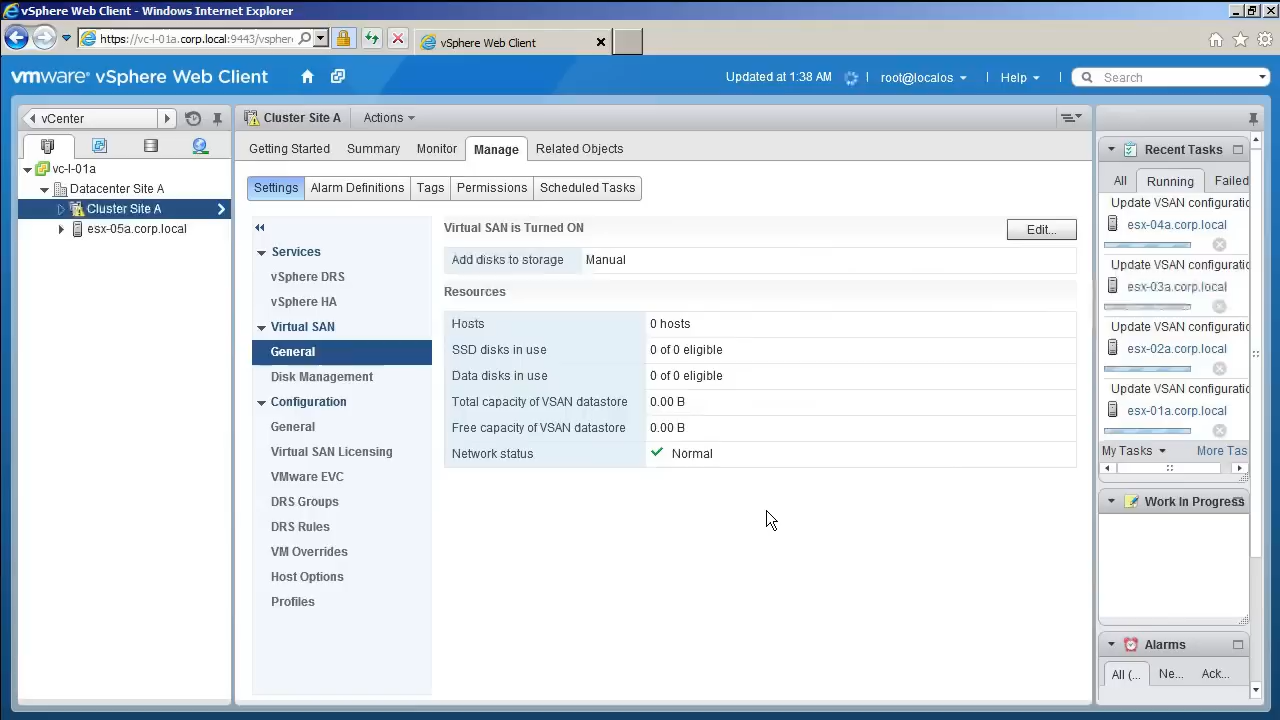 vSphere Web Client - Windows Internet Explorer
https://vc-l-01a.corp.local:9443/vsphere
vSphere Web Client
vmware® vSphere Web Client
Updated at 1:38 AM
root@localos
Help
Search
vCenter
vc-l-01a
Datacenter Site A
Cluster Site A
esx-05a.corp.local
Cluster Site A
Actions
Getting Started
Summary
Monitor
Manage
Related Objects
Settings
Alarm Definitions
Tags
Permissions
Scheduled Tasks
Services
vSphere DRS
vSphere HA
Virtual SAN
General
Disk Management
Configuration
General
Virtual SAN Licensing
VMware EVC
DRS Groups
DRS Rules
VM Overrides
Host Options
Profiles
Virtual SAN is Turned ON
Edit...
Add disks to storage Manual
Resources
Hosts 0 hosts
SSD disks in use 0 of 0 eligible
Data disks in use 0 of 0 eligible
Total capacity of VSAN datastore 0.00 B
Free capacity of VSAN datastore 0.00 B
Network status Normal
Recent Tasks
All
Running
Failed
Update VSAN configuratio
esx-04a.corp.local
Update VSAN configuratio
esx-03a.corp.local
Update VSAN configuratio
esx-02a.corp.local
Update VSAN configuratio
esx-01a.corp.local
My Tasks
More Tas
Work In Progress
Alarms
All (...
Ne...
Ack...